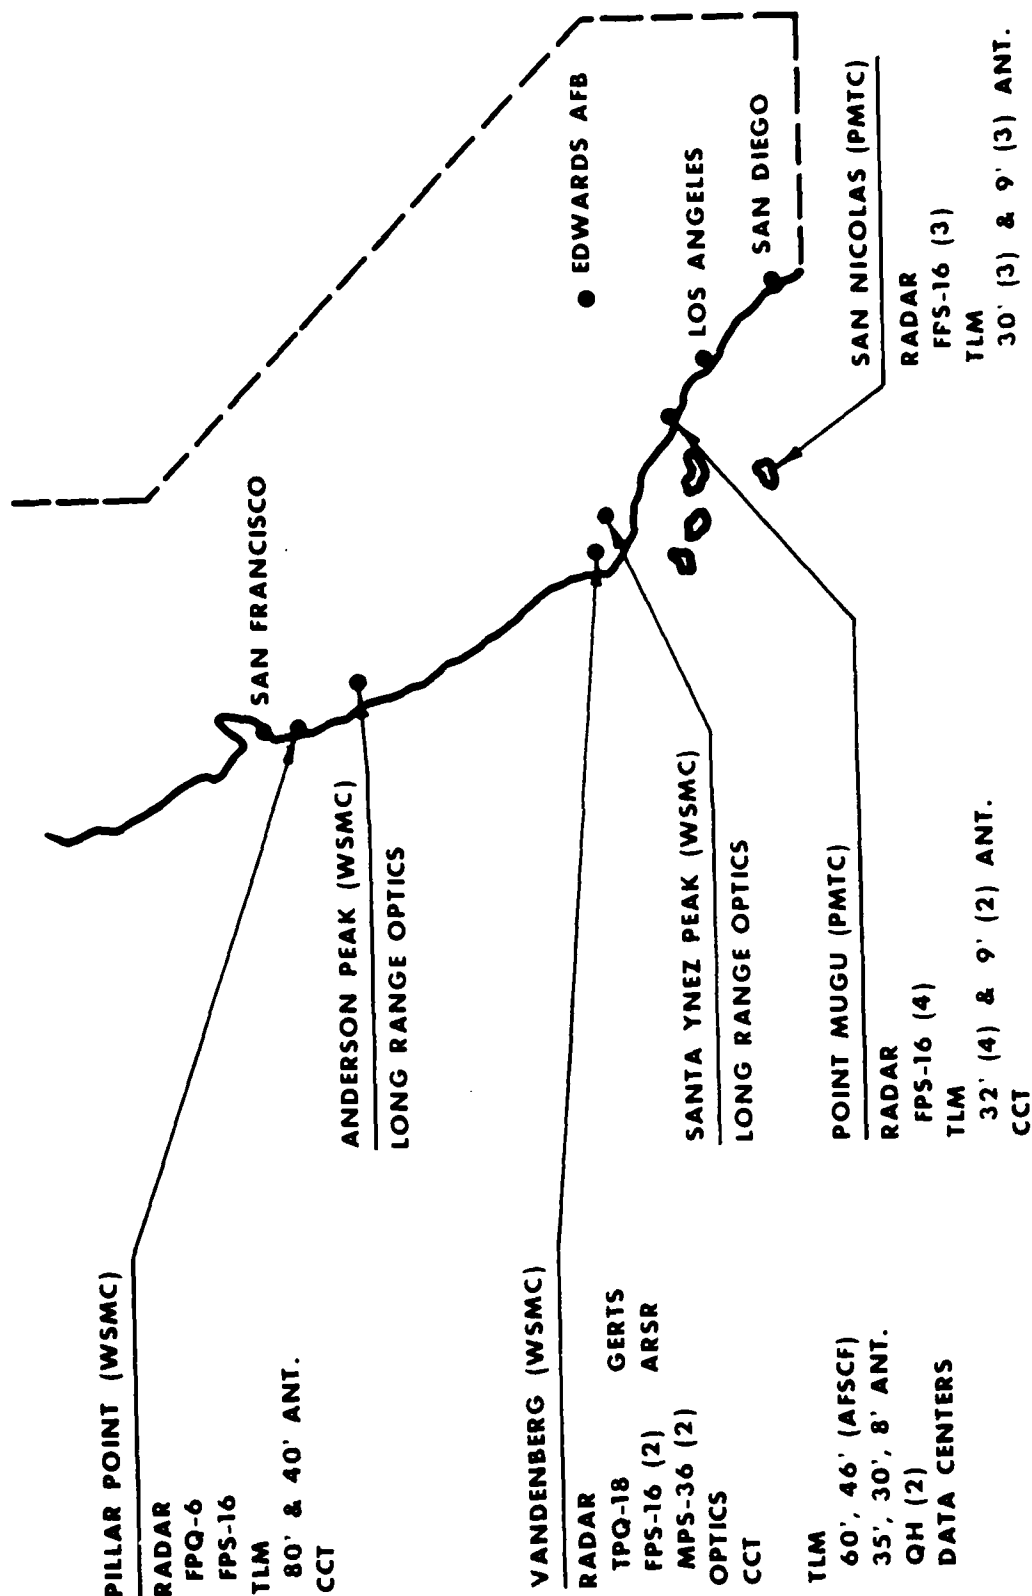 PILLAR POINT (WSMC)
RADAR
FPQ-6
FPS-16
TLM
80' & 40' ANT.
CCT
SAN FRANCISCO
ANDERSON PEAK (WSMC)
LONG RANGE OPTICS
VANDENBERG (WSMC)
RADAR
TPQ-18 GERTS
FPS-16 (2) ARSR
MPS-36 (2)
OPTICS
CCT
TLM
60', 46' (AFSCF)
35', 30', 8' ANT.
QH (2)
DATA CENTERS
SANTA YNEZ PEAK (WSMC)
LONG RANGE OPTICS
POINT MUGU (PMTC)
RADAR
FPS-16 (4)
TLM
32' (4) & 9' (2) ANT.
CCT
EDWARDS AFB
LOS ANGELES
SAN DIEGO
SAN NICOLAS (PMTC)
RADAR
FPS-16 (3)
TLM
30' (3) & 9' (3) ANT.